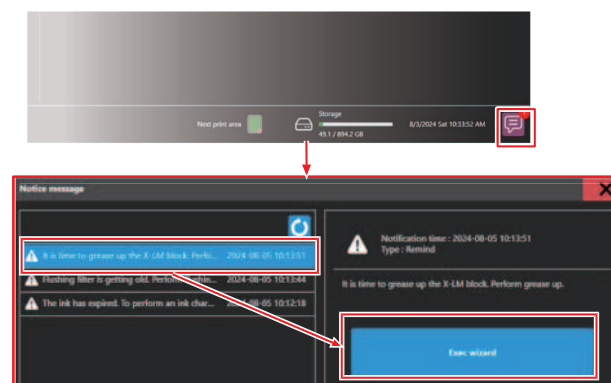 Storage
Next print area
49.1 / 894.2 GB
8/3/2024 Sat 10:33:52 AM
Notice message
It is time to grease up the X-LM block. Perfo... 2024-08-05 10:13:51
Flushing filter is getting old. Perform flushin... 2024-08-05 10:13:44
The ink has expired. To perform an ink char... 2024-08-05 10:12:18
Notification time : 2024-08-05 10:13:51
Type : Remind
It is time to grease up the X-LM block. Perform grease up.
Exec wizard